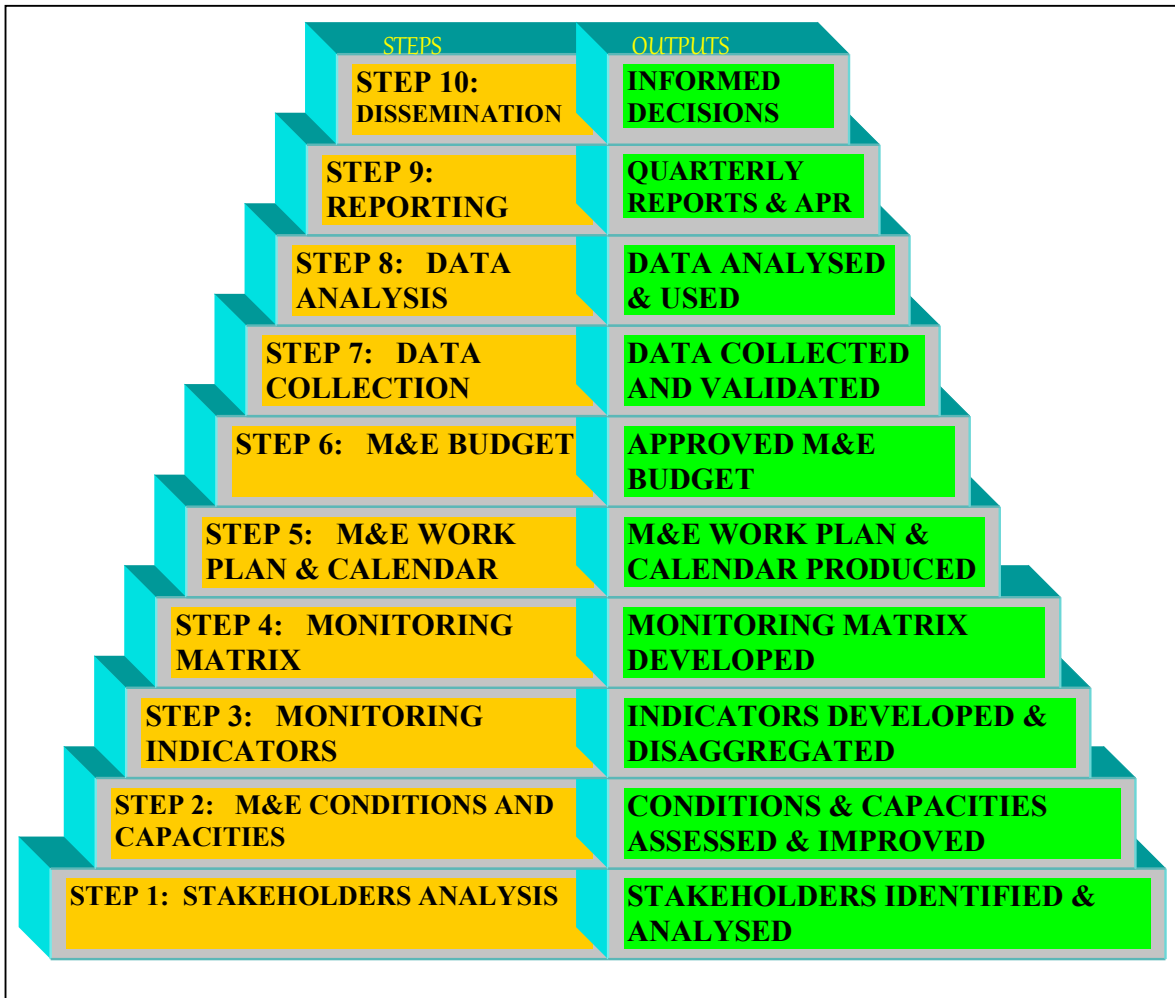 STEPS OUTPUTS
STEP 10:
DISSEMINATION
INFORMED
DECISIONS
STEP 9:
REPORTING
QUARTERLY
REPORTS & APR
STEP 8: DATA
ANALYSIS
DATA ANALYSED
& USED
STEP 7: DATA
COLLECTION
DATA COLLECTED
AND VALIDATED
STEP 6: M&E BUDGET
APPROVED M&E
BUDGET
STEP 5: M&E WORK
PLAN & CALENDAR
M&E WORK PLAN &
CALENDAR PRODUCED
STEP 4: MONITORING
MATRIX
MONITORING MATRIX
DEVELOPED
STEP 3: MONITORING
INDICATORS
INDICATORS DEVELOPED &
DISAGGREGATED
STEP 2: M&E CONDITIONS AND
CAPACITIES
CONDITIONS & CAPACITIES
ASSESSED & IMPROVED
STEP 1: STAKEHOLDERS ANALYSIS
STAKEHOLDERS IDENTIFIED &
ANALYSED